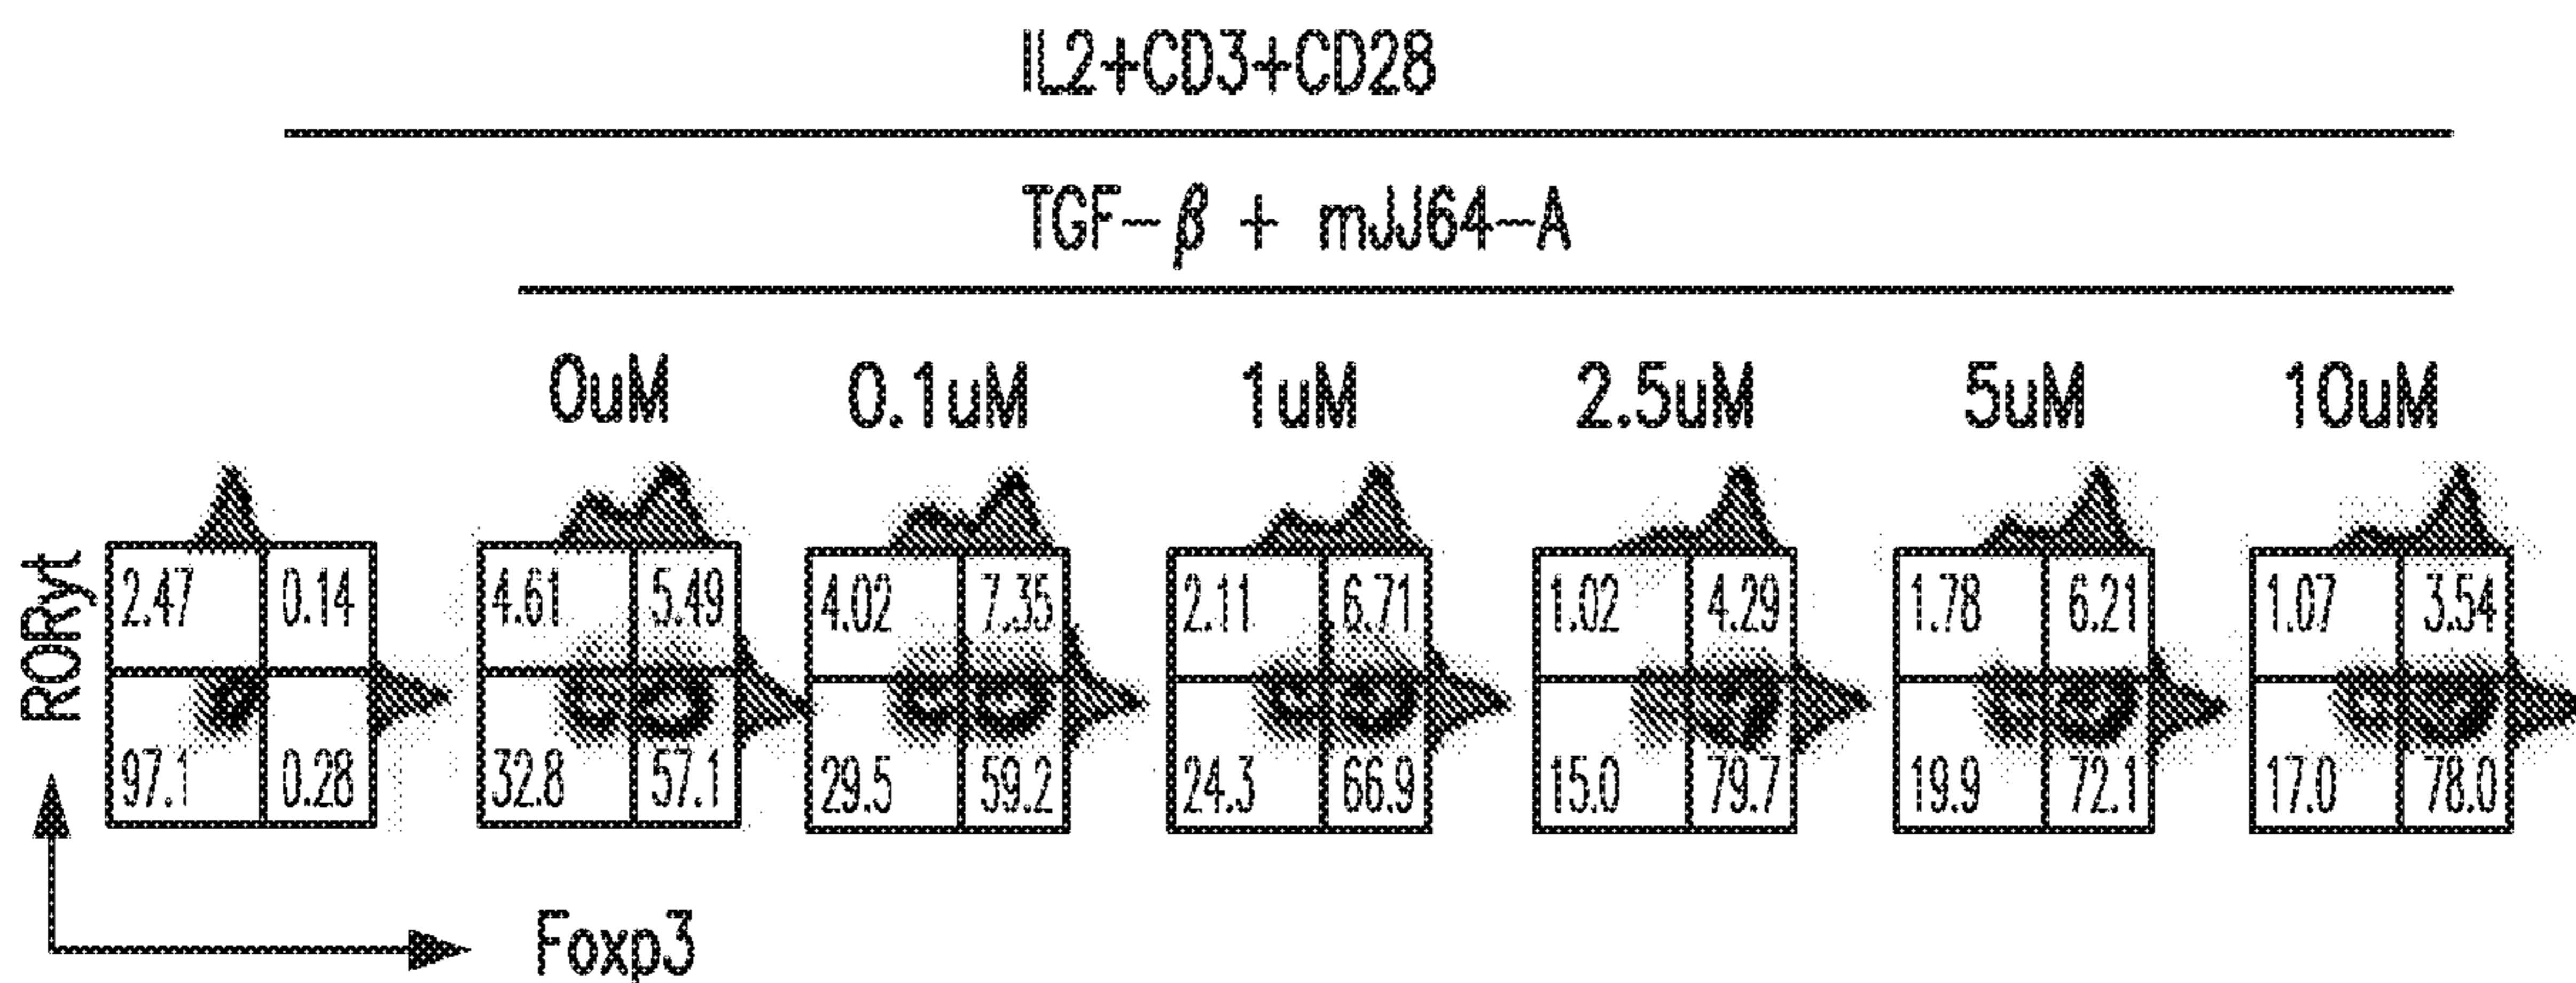 IL2+CD3+CD28
TGF-β + mJJ64-A
0uM 0.1uM 1uM 2.5uM 5uM 10uM
RORγt
2.47 0.14 4.61 5.49 4.02 7.35 2.11 6.71 1.02 4.29 1.78 6.21 1.07 3.54
97.1 0.28 32.8 57.1 29.5 59.2 24.3 66.9 15.0 79.7 19.9 72.1 17.0 78.0
Foxp3